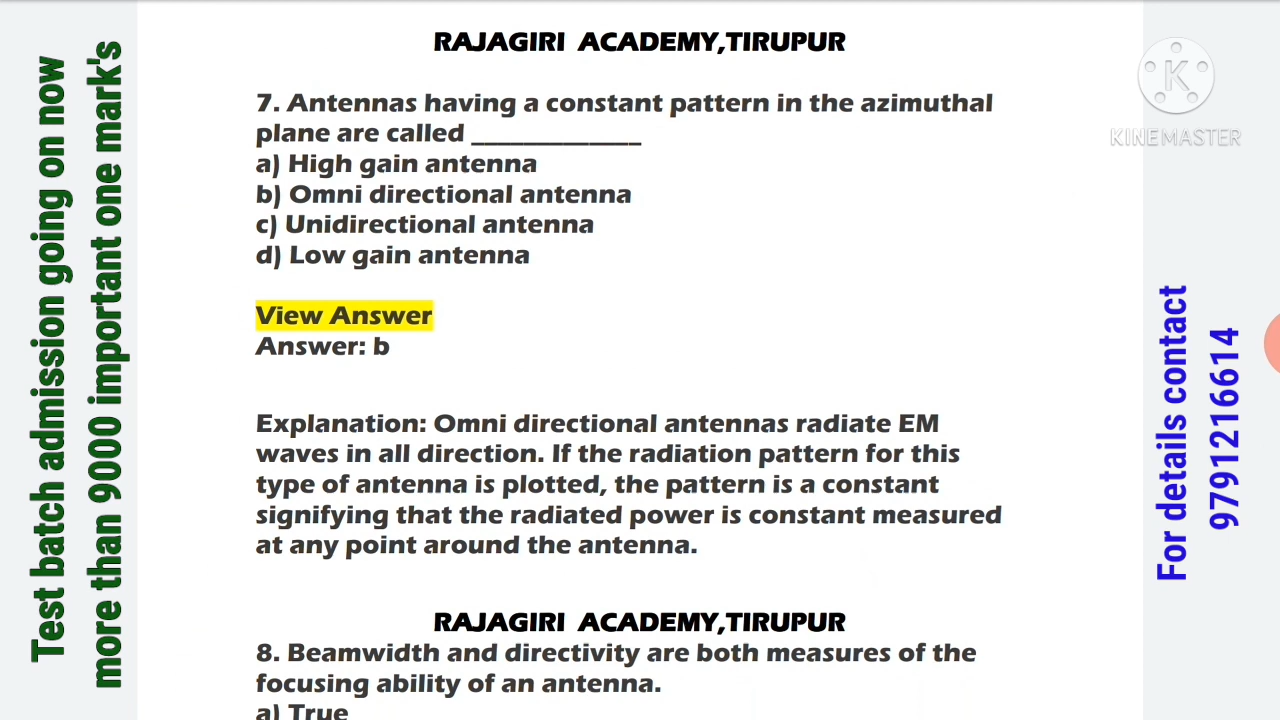 Test batch admission going on now
more than 9000 important one mark's
RAJAGIRI ACADEMY,TIRUPUR
7. Antennas having a constant pattern in the azimuthal
plane are called _____________
a) High gain antenna
b) Omni directional antenna
c) Unidirectional antenna
d) Low gain antenna
View Answer
Answer: b
Explanation: Omni directional antennas radiate EM
waves in all direction. If the radiation pattern for this
type of antenna is plotted, the pattern is a constant
signifying that the radiated power is constant measured
at any point around the antenna.
RAJAGIRI ACADEMY,TIRUPUR
8. Beamwidth and directivity are both measures of the
focusing ability of an antenna.
a) True
K
KINEMASTER
For details contact
9791216614